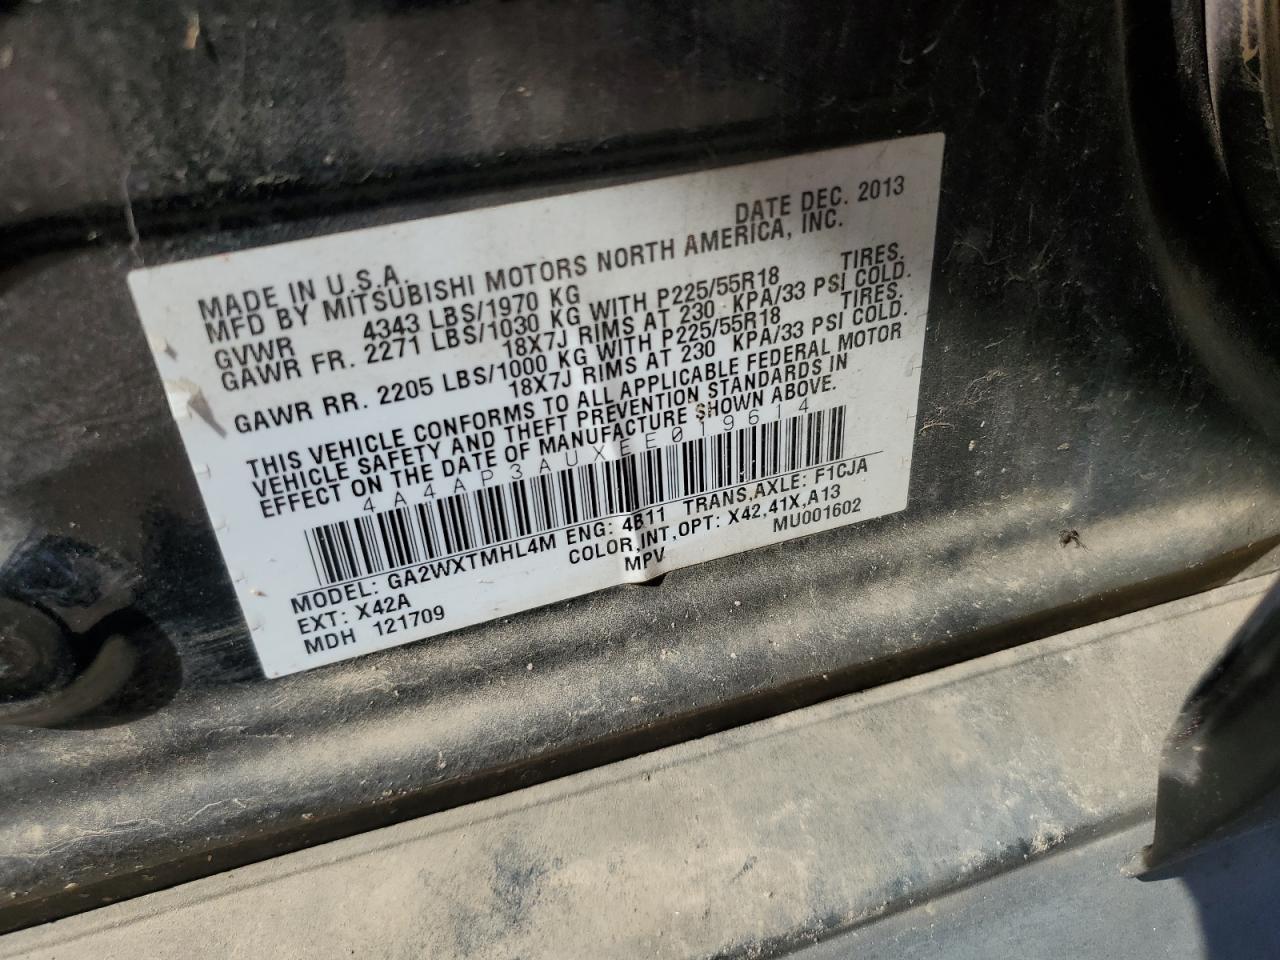 DATE DEC. 2013
MADE IN U.S.A.
MFD BY MITSUBISHI MOTORS NORTH AMERICA, INC.
GVWR 4343 LBS/1970 KG
GAWR FR. 2271 LBS/1030 KG WITH P225/55R18 TIRES.
18X7J RIMS AT 230 KPA/33 PSI COLD.
GAWR RR. 2205 LBS/1000 KG WITH P225/55R18 TIRES.
18X7J RIMS AT 230 KPA/33 PSI COLD.
THIS VEHICLE CONFORMS TO ALL APPLICABLE FEDERAL MOTOR
VEHICLE SAFETY AND THEFT PREVENTION STANDARDS IN
EFFECT ON THE DATE OF MANUFACTURE SHOWN ABOVE.
4A4AP3AUXEE019614
MODEL: GA2WXTMHL4M ENG: 4B11 TRANS,AXLE: F1CJA
EXT: X42A COLOR,INT,OPT: X42,41X,A13
MDH 121709 MPV MU001602